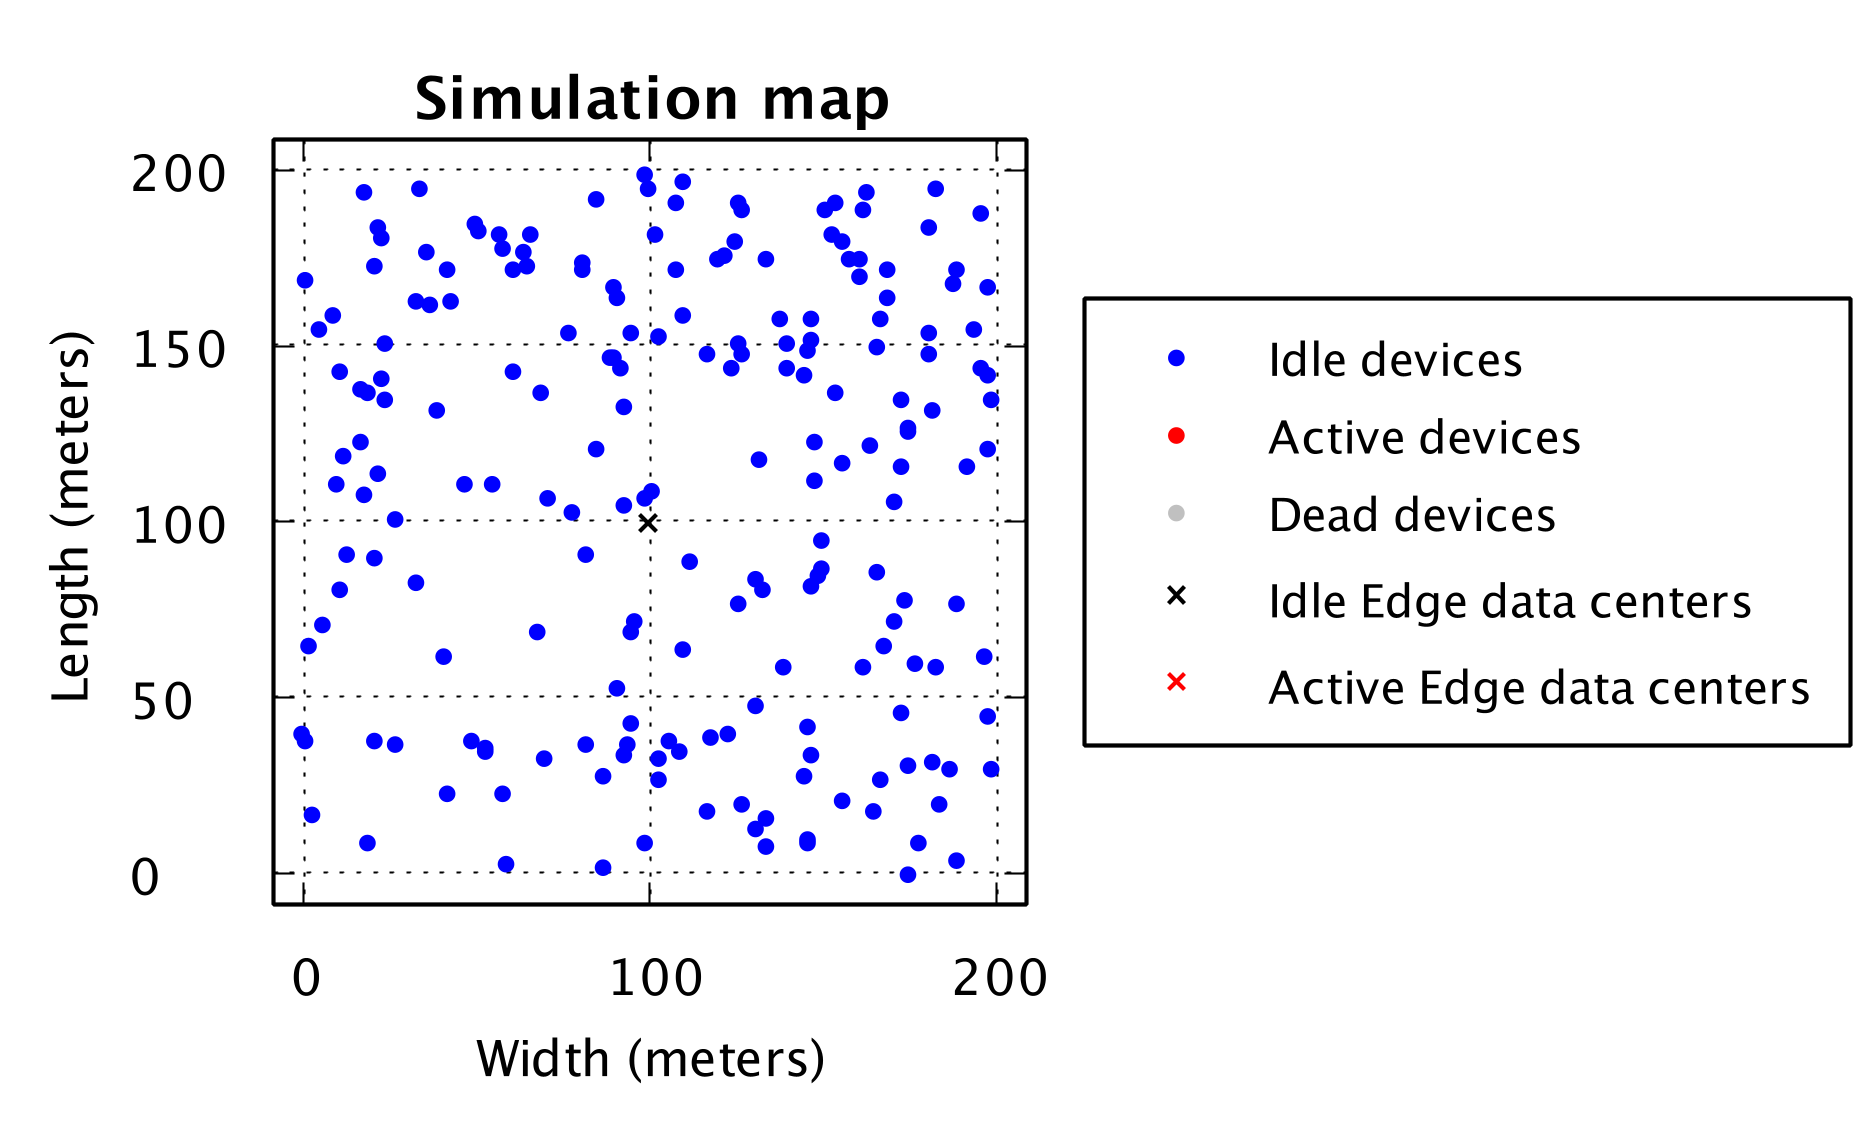 Simulation map
200
150
100
50
0
Length (meters)
0 100 200
Width (meters)
Idle devices
Active devices
Dead devices
Idle Edge data centers
Active Edge data centers